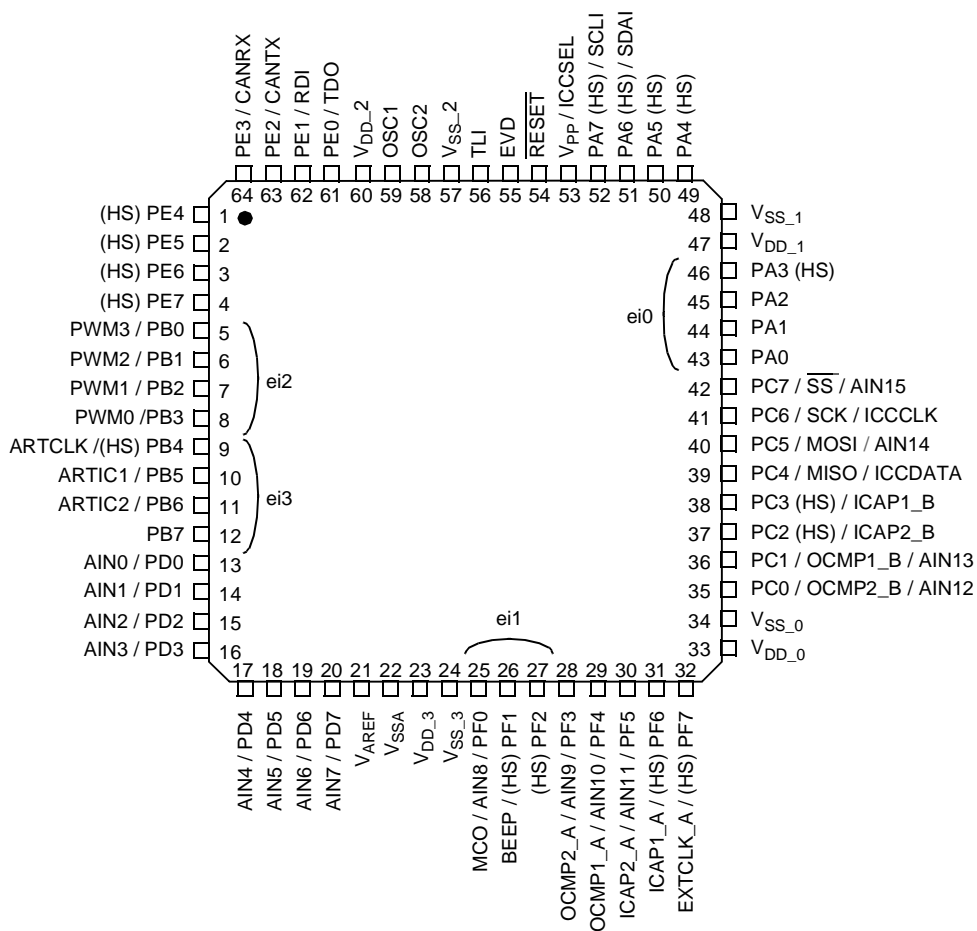 PE3 / CANRX
PE2 / CANTX
PE1 / RDI
PE0 / TDO
VDD_2
OSC1
OSC2
VSS_2
TLI
EVD
RESET
VPP / ICCSEL
PA7 (HS) / SCLI
PA6 (HS) / SDAI
PA5 (HS)
PA4 (HS)
64 63 62 61 60 59 58 57 56 55 54 53 52 51 50 49
(HS) PE4 1
(HS) PE5 2
(HS) PE6 3
(HS) PE7 4
PWM3 / PB0 5
PWM2 / PB1 6
PWM1 / PB2 7
PWM0 /PB3 8
ei2
ARTCLK /(HS) PB4 9
ARTIC1 / PB5 10
ARTIC2 / PB6 11
PB7 12
ei3
AIN0 / PD0 13
AIN1 / PD1 14
AIN2 / PD2 15
AIN3 / PD3 16
48 VSS_1
47 VDD_1
46 PA3 (HS)
45 PA2
44 PA1
43 PA0
ei0
42 PC7 / SS / AIN15
41 PC6 / SCK / ICCCLK
40 PC5 / MOSI / AIN14
39 PC4 / MISO / ICCDATA
38 PC3 (HS) / ICAP1_B
37 PC2 (HS) / ICAP2_B
36 PC1 / OCMP1_B / AIN13
35 PC0 / OCMP2_B / AIN12
34 VSS_0
33 VDD_0
ei1
17 18 19 20 21 22 23 24 25 26 27 28 29 30 31 32
AIN4 / PD4
AIN5 / PD5
AIN6 / PD6
AIN7 / PD7
VAREF
VSSA
VDD_3
VSS_3
MCO / AIN8 / PF0
BEEP / (HS) PF1
(HS) PF2
OCMP2_A / AIN9 / PF3
OCMP1_A / AIN10 / PF4
ICAP2_A / AIN11 / PF5
ICAP1_A / (HS) PF6
EXTCLK_A / (HS) PF7